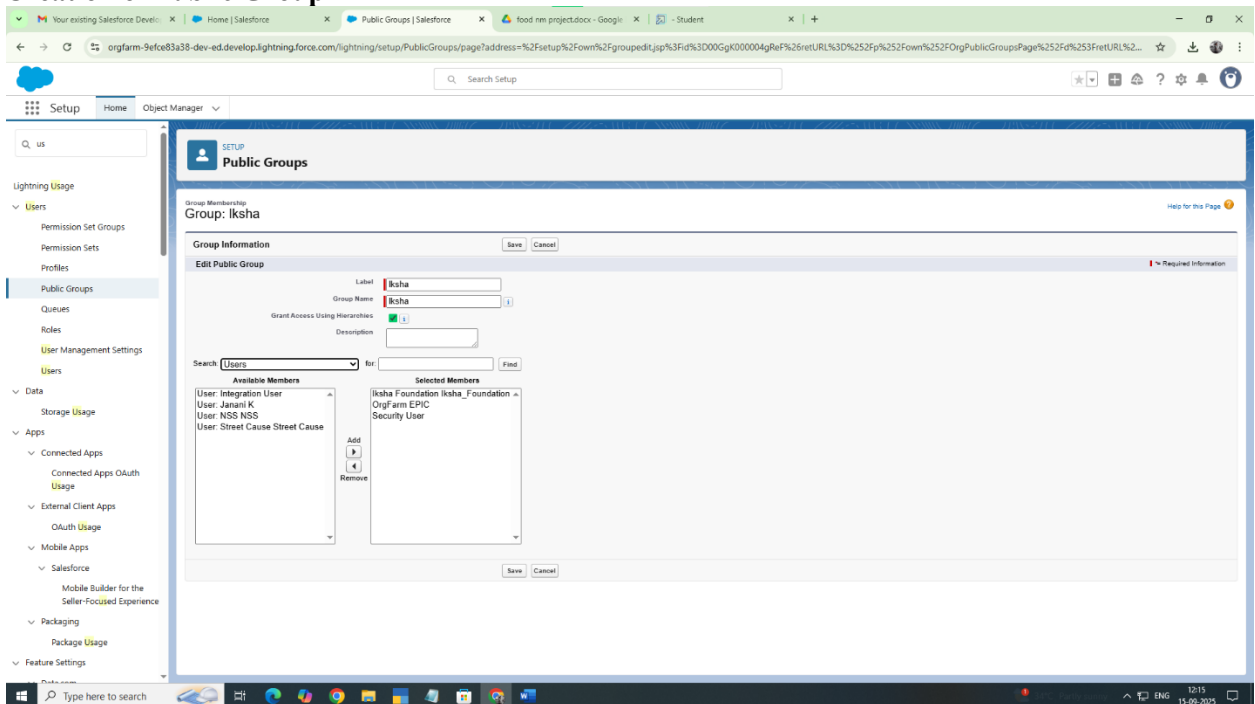 Your existing Salesforce Develo
Home | Salesforce
Public Groups | Salesforce
food nm project.docx - Google
- Student
orgfarm-9efce83a38-dev-ed.develop.lightning.force.com/lightning/setup/PublicGroups/page?address=%2Fsetup%2Fown%2Fgroupedit.jsp%3Fid%3D00GgK000004gReF%26retURL%3D%252Fp%252Fown%252FOrgPublicGroupsPage%252Fd%253FretURL%2...
Search Setup
Setup Home Object Manager
us
SETUP
Public Groups
Lightning Usage
Users
Permission Set Groups
Permission Sets
Profiles
Public Groups
Queues
Roles
User Management Settings
Users
Data
Storage Usage
Apps
Connected Apps
Connected Apps OAuth
Usage
External Client Apps
OAuth Usage
Mobile Apps
Salesforce
Mobile Builder for the
Seller-Focused Experience
Packaging
Package Usage
Feature Settings
Group Membership
Group: Iksha
Help for this Page
Group Information Save Cancel
Edit Public Group = Required Information
Label Iksha
Group Name Iksha
Grant Access Using Hierarchies
Description
Search: Users for: Find
Available Members Selected Members
User: Integration User
User: Janani K
User: NSS NSS
User: Street Cause Street Cause
Add
Remove
Iksha Foundation Iksha_Foundation
OrgFarm EPIC
Security User
Save Cancel
Type here to search
ENG
12:15
15-09-2025